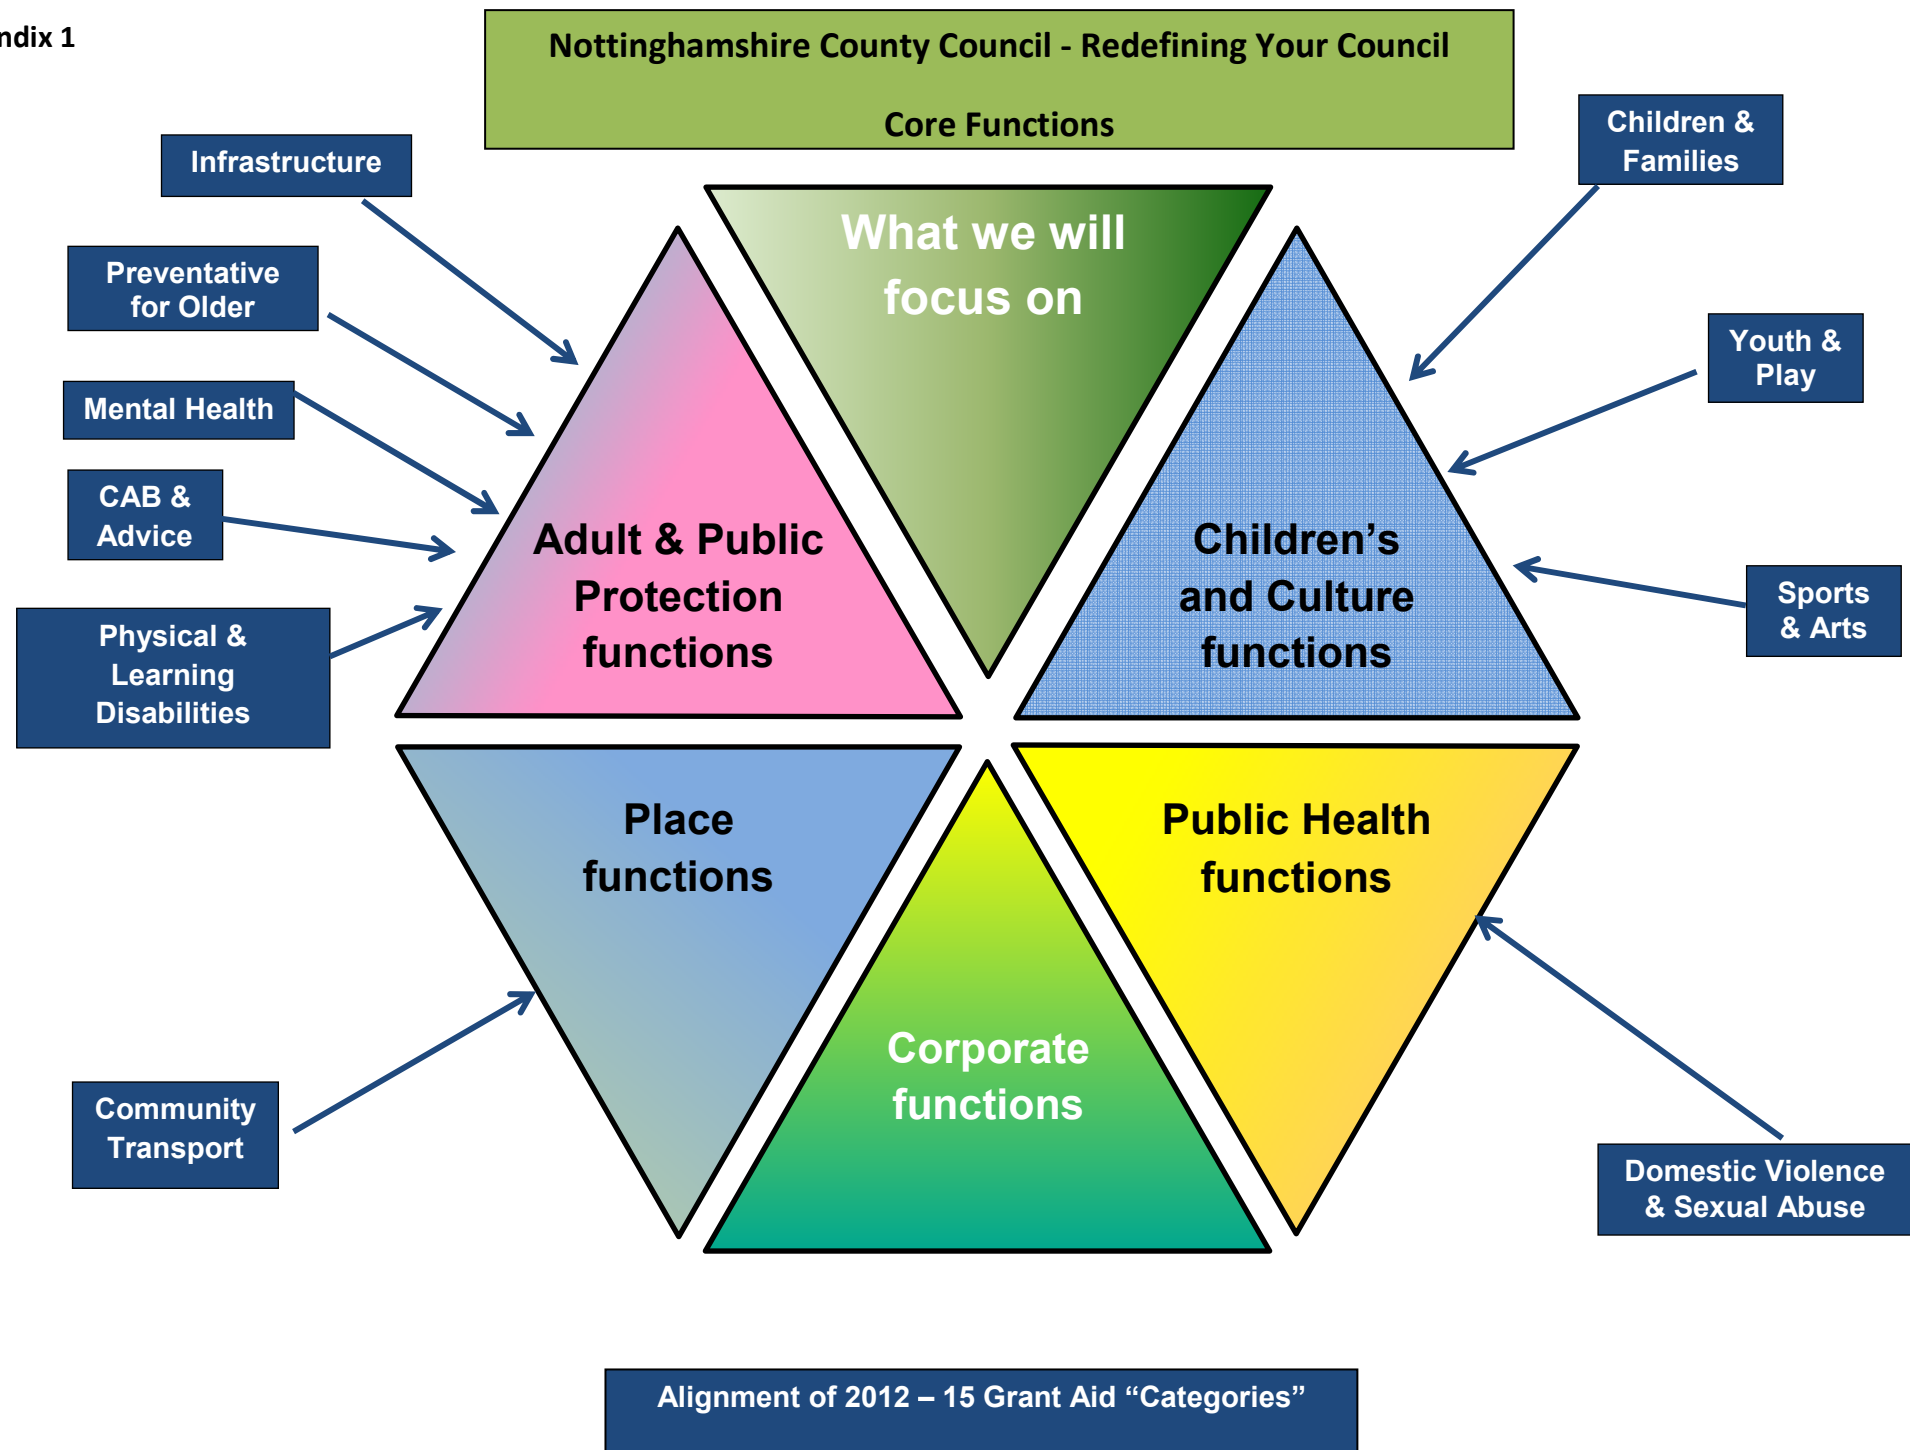 ndix 1
Nottinghamshire County Council - Redefining Your Council
Core Functions
Infrastructure
Preventative
for Older
Mental Health
CAB &
Advice
Physical &
Learning
Disabilities
Community
Transport
Children &
Families
Youth &
Play
Sports
& Arts
Domestic Violence
& Sexual Abuse
What we will
focus on
Adult & Public
Protection
functions
Children’s
and Culture
functions
Place
functions
Corporate
functions
Public Health
functions
Alignment of 2012 – 15 Grant Aid “Categories”